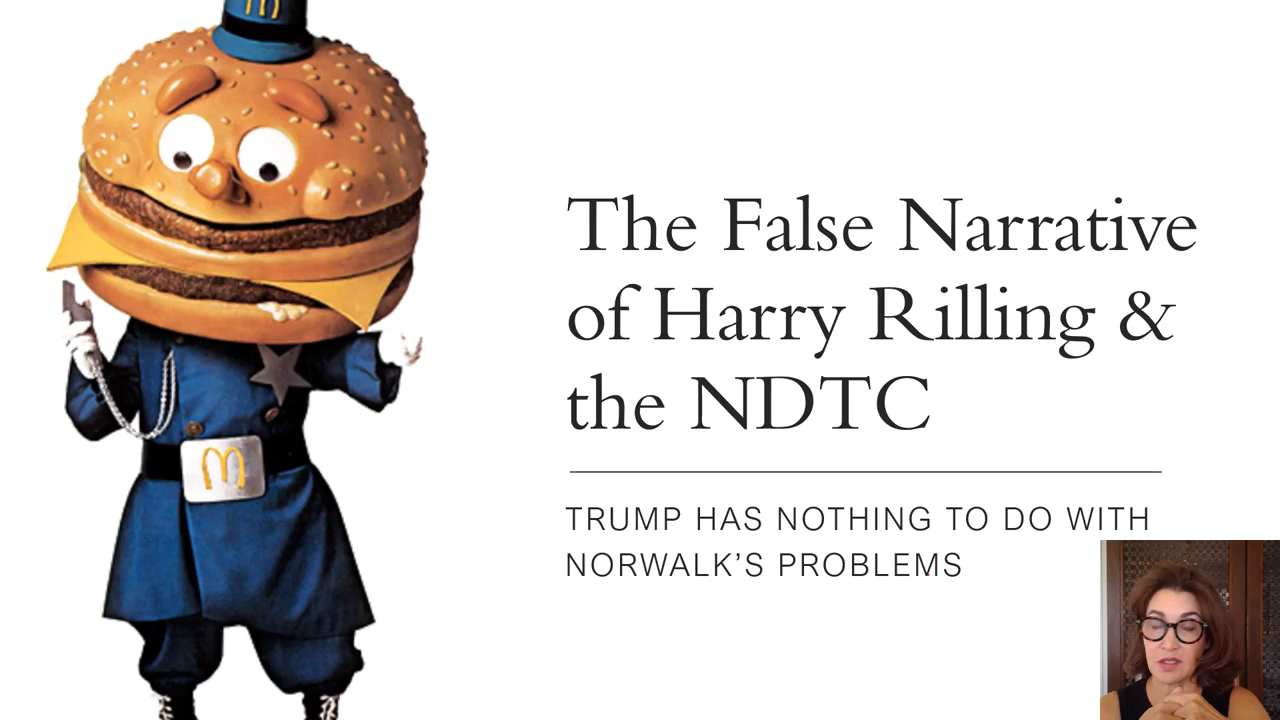 The False Narrative
of Harry Rilling &
the NDTC
TRUMP HAS NOTHING TO DO WITH
NORWALK’S PROBLEMS